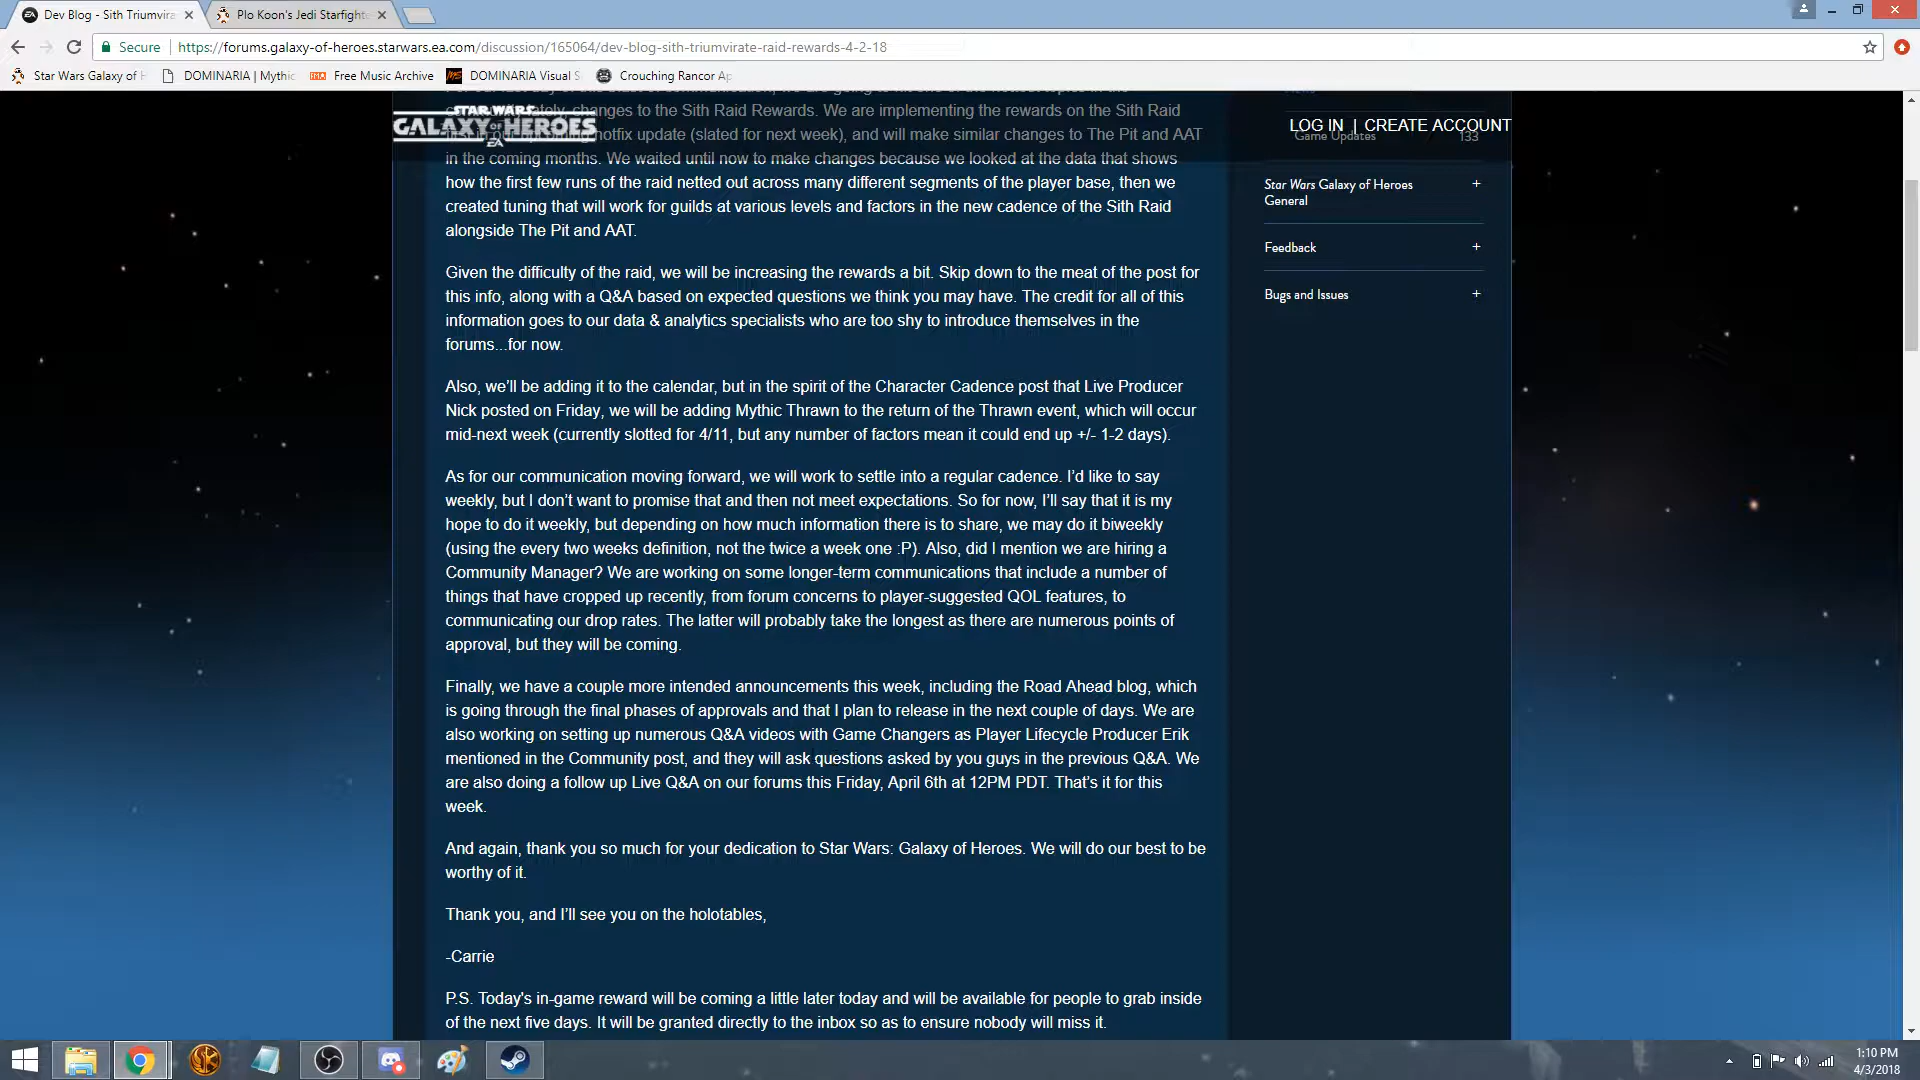 Dev Blog - Sith Triumvira
Plo Koon's Jedi Starfighte
Secure
https://forums.galaxy-of-heroes.starwars.ea.com/discussion/165064/dev-blog-sith-triumvirate-raid-rewards-4-2-18
Star Wars Galaxy of H
DOMINARIA | Mythic
Free Music Archive
DOMINARIA Visual S
Crouching Rancor Ap
STAR WARS
GALAXY OF HEROES
EA
LOG IN | CREATE ACCOUNT
Game Updates 133
changes to the Sith Raid Rewards. We are implementing the rewards on the Sith Raid
hotfix update (slated for next week), and will make similar changes to The Pit and AAT
in the coming months. We waited until now to make changes because we looked at the data that shows
how the first few runs of the raid netted out across many different segments of the player base, then we
created tuning that will work for guilds at various levels and factors in the new cadence of the Sith Raid
alongside The Pit and AAT.
Given the difficulty of the raid, we will be increasing the rewards a bit. Skip down to the meat of the post for
this info, along with a Q&A based on expected questions we think you may have. The credit for all of this
information goes to our data & analytics specialists who are too shy to introduce themselves in the
forums...for now.
Also, we'll be adding it to the calendar, but in the spirit of the Character Cadence post that Live Producer
Nick posted on Friday, we will be adding Mythic Thrawn to the return of the Thrawn event, which will occur
mid-next week (currently slotted for 4/11, but any number of factors mean it could end up +/- 1-2 days).
As for our communication moving forward, we will work to settle into a regular cadence. I'd like to say
weekly, but I don't want to promise that and then not meet expectations. So for now, I'll say that it is my
hope to do it weekly, but depending on how much information there is to share, we may do it biweekly
(using the every two weeks definition, not the twice a week one :P). Also, did I mention we are hiring a
Community Manager? We are working on some longer-term communications that include a number of
things that have cropped up recently, from forum concerns to player-suggested QOL features, to
communicating our drop rates. The latter will probably take the longest as there are numerous points of
approval, but they will be coming.
Finally, we have a couple more intended announcements this week, including the Road Ahead blog, which
is going through the final phases of approvals and that I plan to release in the next couple of days. We are
also working on setting up numerous Q&A videos with Game Changers as Player Lifecycle Producer Erik
mentioned in the Community post, and they will ask questions asked by you guys in the previous Q&A. We
are also doing a follow up Live Q&A on our forums this Friday, April 6th at 12PM PDT. That's it for this
week.
And again, thank you so much for your dedication to Star Wars: Galaxy of Heroes. We will do our best to be
worthy of it.
Thank you, and I'll see you on the holotables,
-Carrie
P.S. Today's in-game reward will be coming a little later today and will be available for people to grab inside
of the next five days. It will be granted directly to the inbox so as to ensure nobody will miss it.
Star Wars Galaxy of Heroes +
General
Feedback +
Bugs and Issues +
1:10 PM
4/3/2018